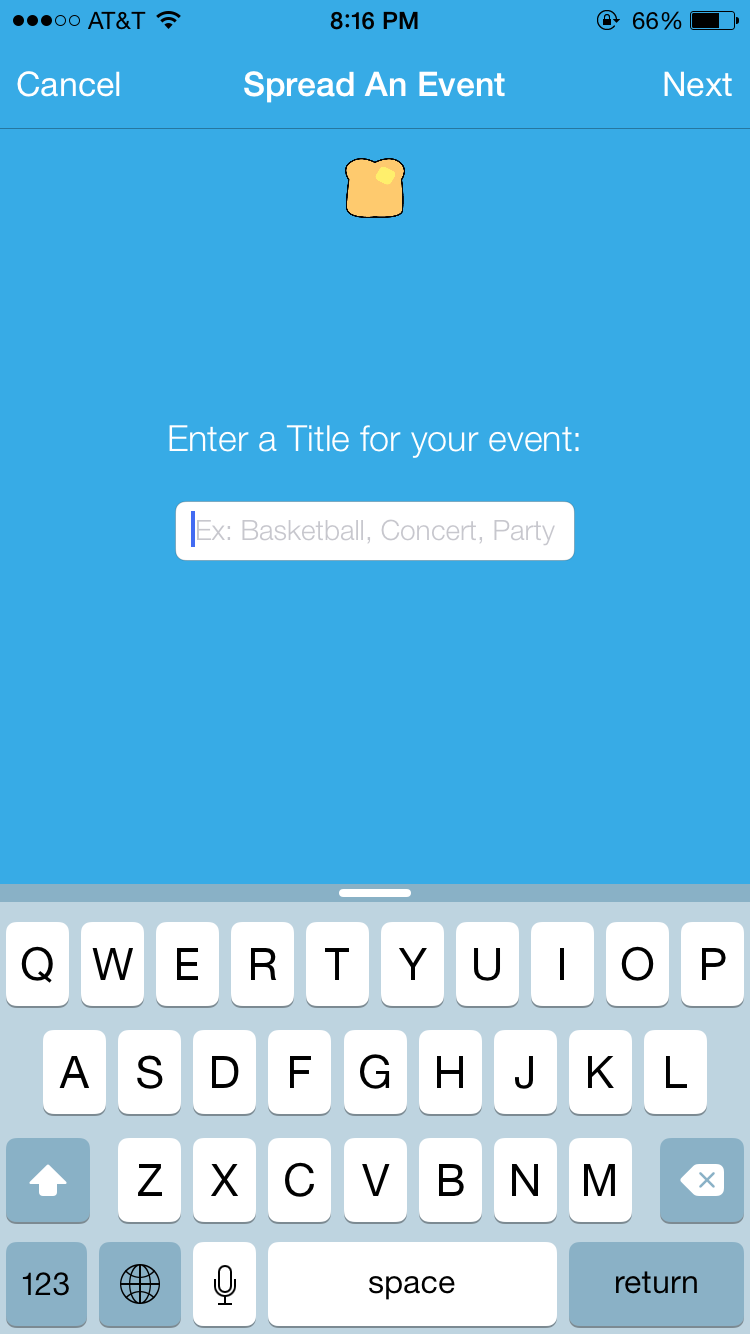 AT&T 8:16 PM 66%
Cancel Spread An Event Next
Enter a Title for your event:
Ex: Basketball, Concert, Party
Q W E R T Y U I O P
A S D F G H J K L
Z X C V B N M
123 space return